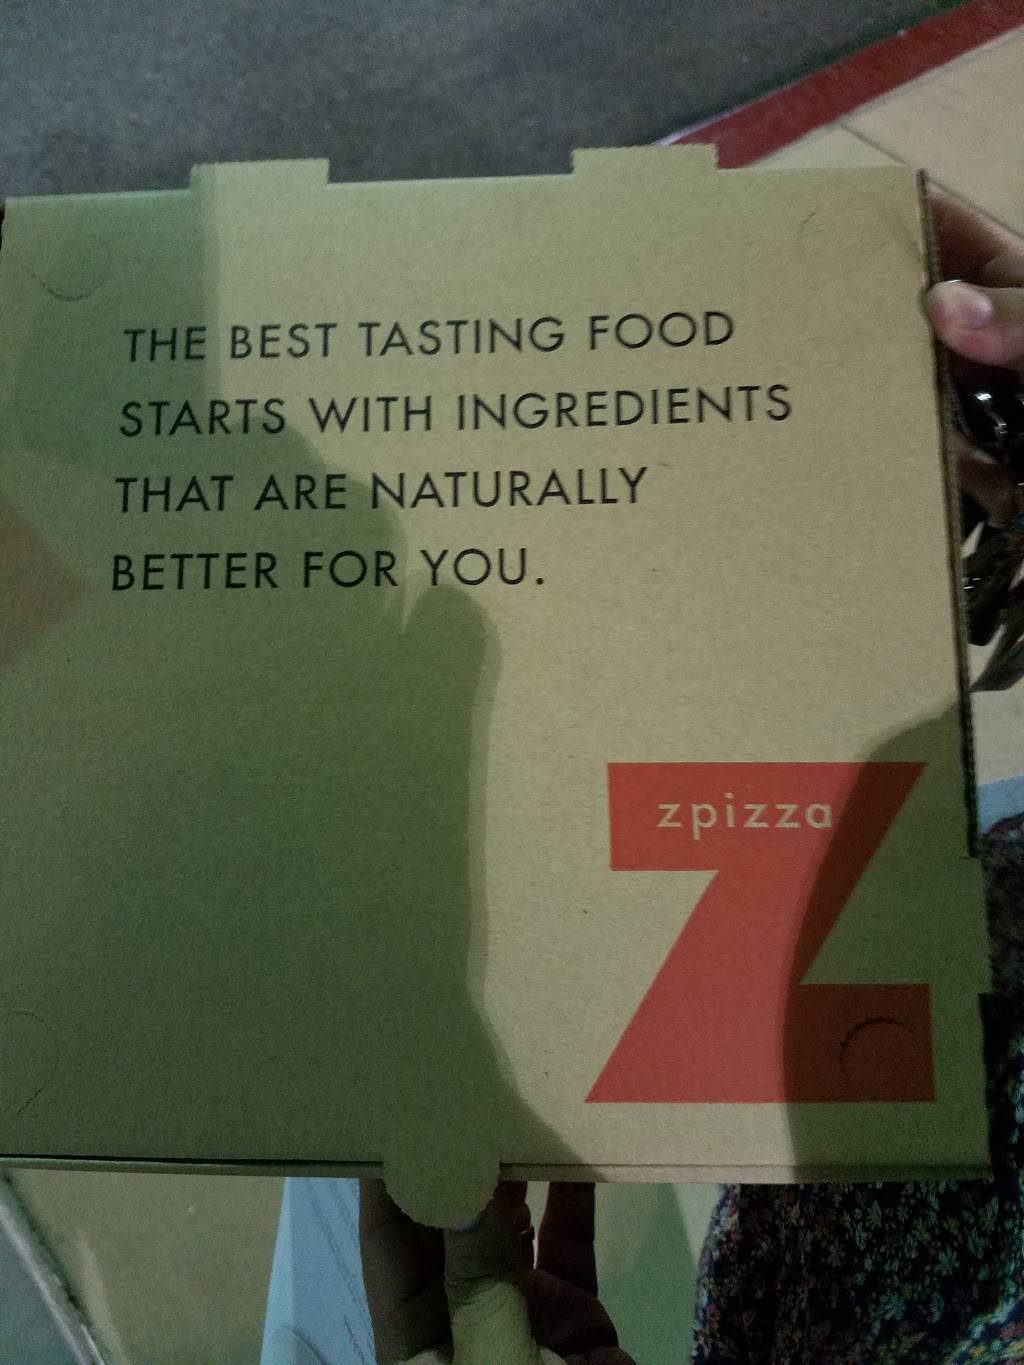 THE BEST TASTING FOOD
STARTS WITH INGREDIENTS
THAT ARE NATURALLY
BETTER FOR YOU.
zpizza
Z